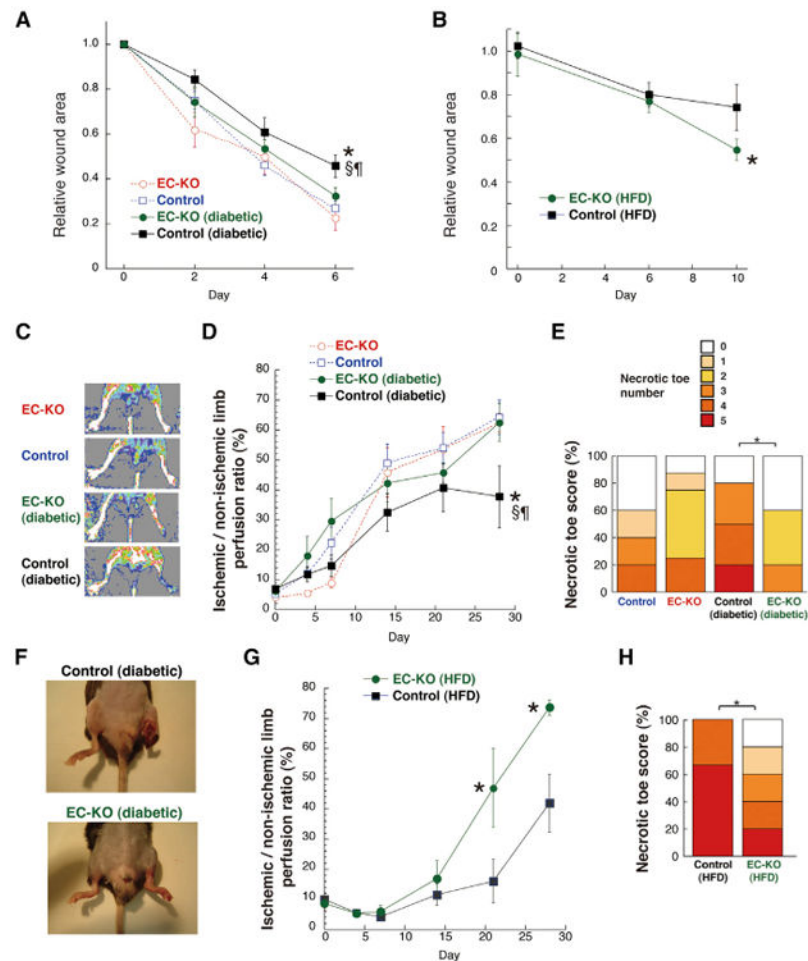 A
Relative wound area
1.0
0.8
0.6
0.4
0.2
0
0 2 4 6
Day
EC-KO
Control
EC-KO (diabetic)
Control (diabetic)
*
§¶
B
Relative wound area
1.0
0.8
0.6
0.4
0.2
0
0 2 4 6 8 10
Day
EC-KO (HFD)
Control (HFD)
*
C
EC-KO
Control
EC-KO
(diabetic)
Control
(diabetic)
D
EC-KO
Control
EC-KO (diabetic)
Control (diabetic)
Ischemic / non-ischemic limb
perfusion ratio (%)
80
70
60
50
40
30
20
10
0
0 5 10 15 20 25 30
Day
*
§¶
E
Necrotic toe
number
0
1
2
3
4
5
*
Necrotic toe score (%)
100
80
60
40
20
0
Control EC-KO Control (diabetic) EC-KO (diabetic)
F
Control (diabetic)
EC-KO (diabetic)
G
EC-KO (HFD)
Control (HFD)
Ischemic / non-ischemic limb
perfusion ratio (%)
80
70
60
50
40
30
20
10
0
0 5 10 15 20 25 30
Day
*
*
H
*
Necrotic toe score (%)
100
80
60
40
20
0
Control (HFD) EC-KO (HFD)